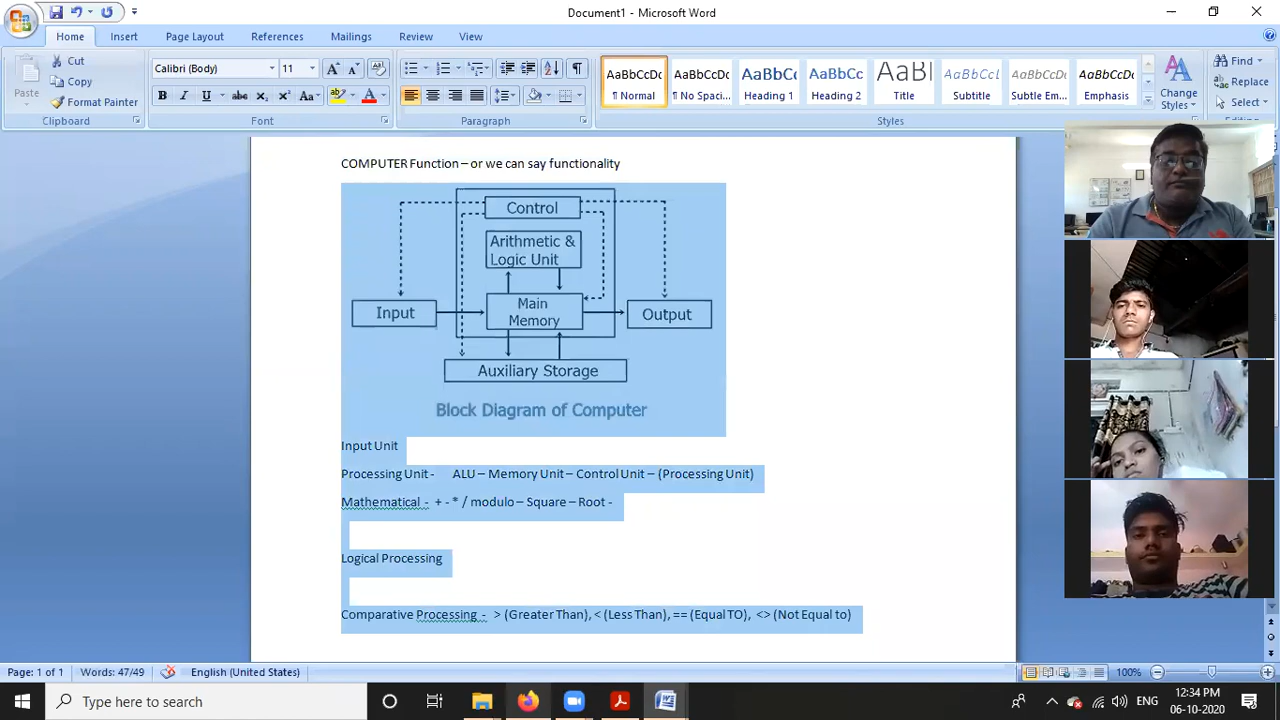 Document1 - Microsoft Word
Home Insert Page Layout References Mailings Review View
Paste
Cut
Copy
Format Painter
Clipboard
Calibri (Body) 11
Font
Paragraph
AaBbCcDc AaBbCcDc AaBbC AaBbCc AaBl AaBbCcL AaBbCcDc AaBbCcDc
¶ Normal ¶ No Spaci... Heading 1 Heading 2 Title Subtitle Subtle Em... Emphasis
Styles
Change
Styles
Find
Replace
Select
COMPUTER Function – or we can say functionality
Control
Arithmetic &
Logic Unit
Input
Main
Memory
Output
Auxiliary Storage
Block Diagram of Computer
Input Unit
Processing Unit - ALU – Memory Unit – Control Unit – (Processing Unit)
Mathematical - + - * / modulo – Square – Root -
Logical Processing
Comparative Processing - > (Greater Than), < (Less Than), == (Equal TO), <> (Not Equal to)
Page: 1 of 1 Words: 47/49 English (United States) 100%
Type here to search
ENG
12:34 PM
06-10-2020